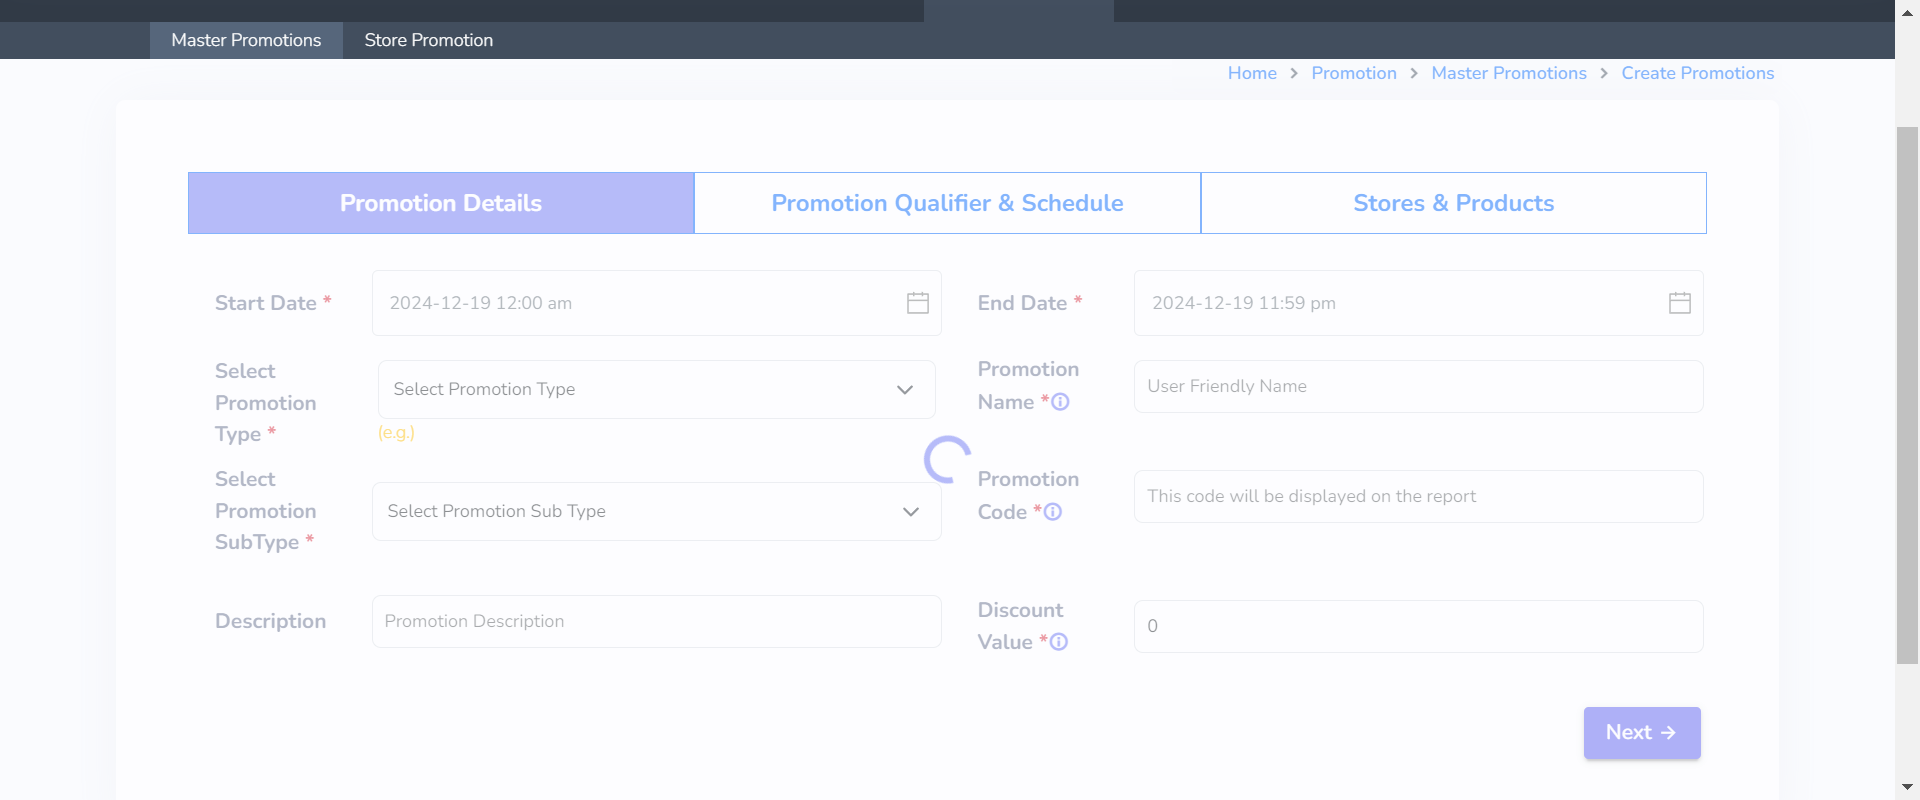 Master Promotions Store Promotion
Home > Promotion > Master Promotions > Create Promotions
Promotion Details Promotion Qualifier & Schedule Stores & Products
Start Date * 2024-12-19 12:00 am End Date * 2024-12-19 11:59 pm
Select
Promotion
Type *
Select Promotion Type
(e.g.)
Promotion
Name *
User Friendly Name
Select
Promotion
SubType *
Select Promotion Sub Type
Promotion
Code *
This code will be displayed on the report
Description Promotion Description
Discount
Value *
0
Next →